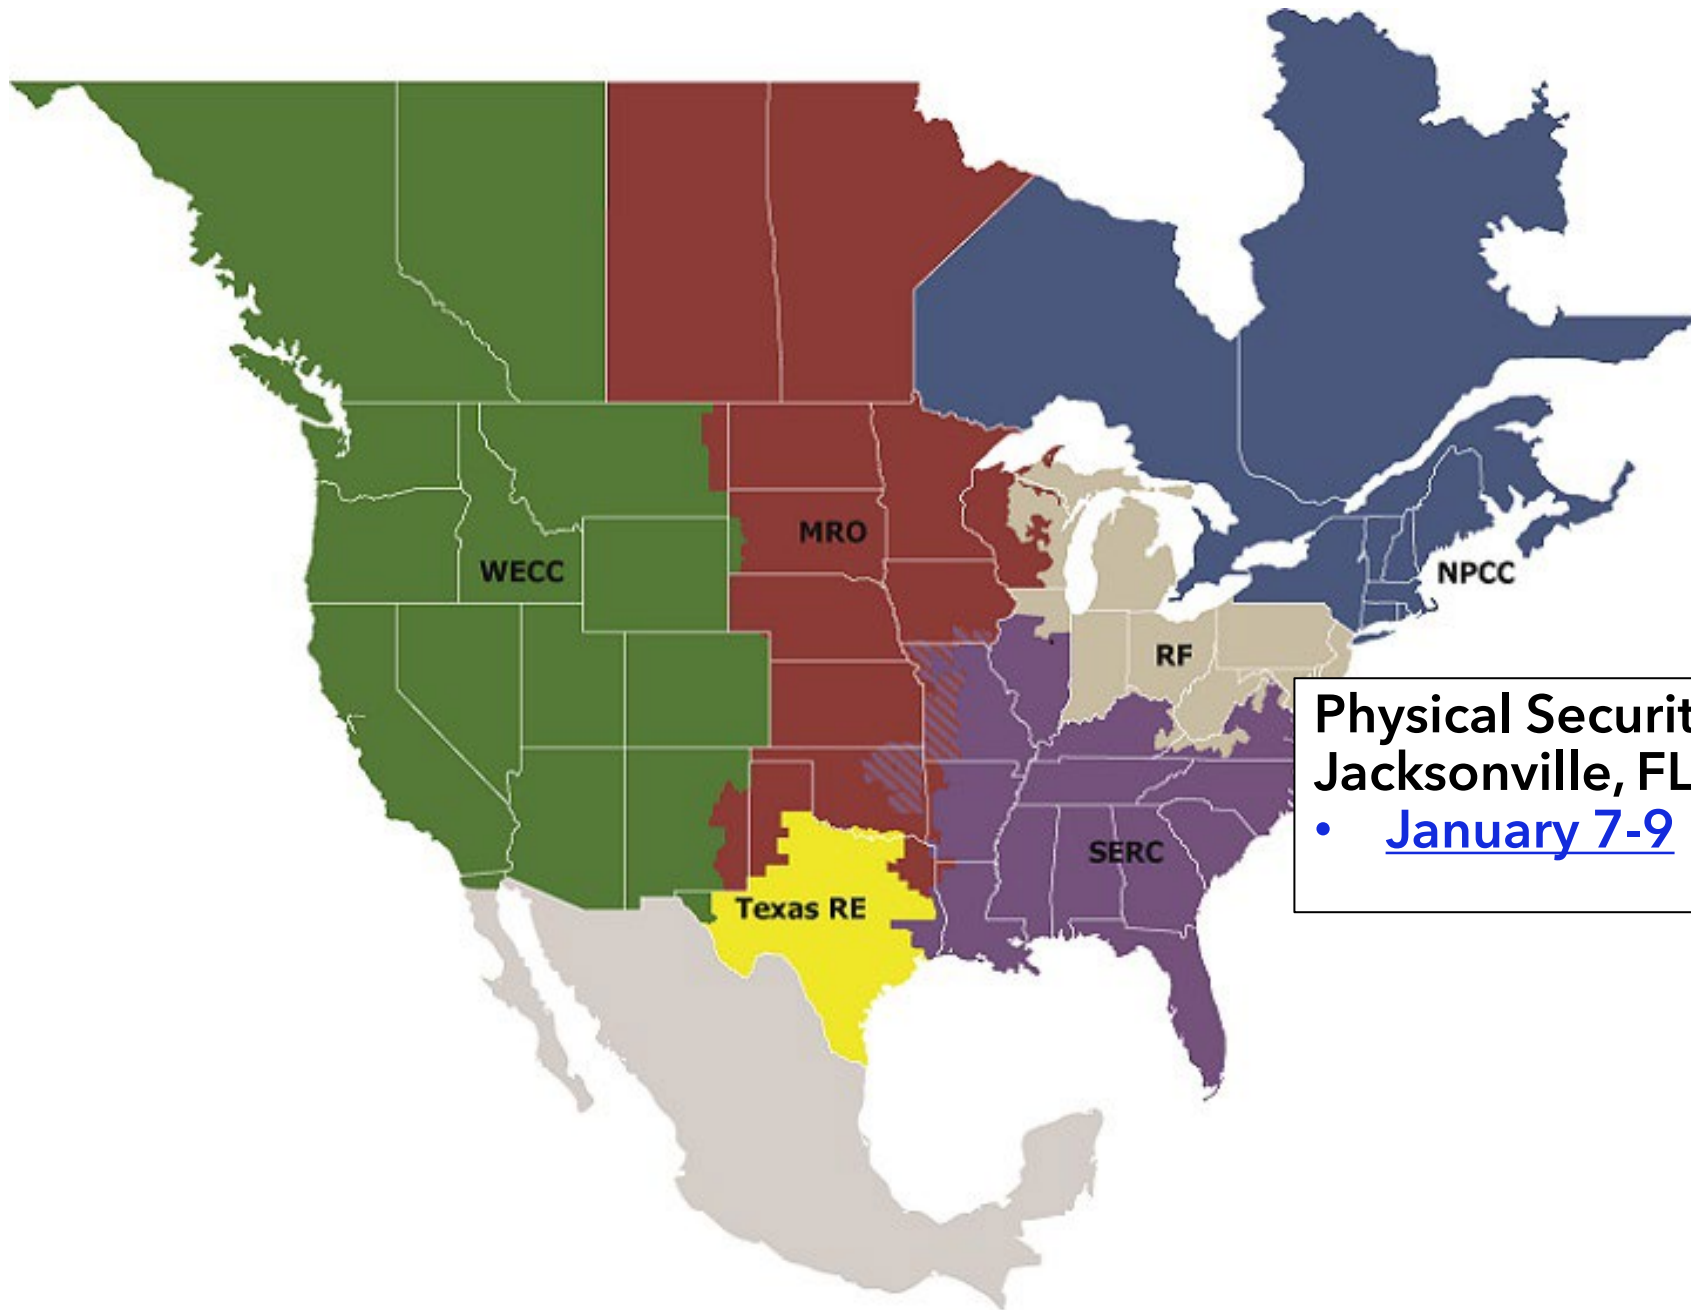 MRO
WECC
NPCC
RF
Physical Securit
Jacksonville, FL
• January 7-9
SERC
Texas RE